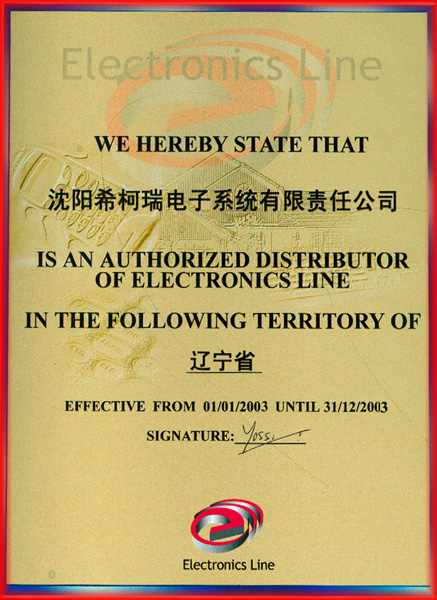 Electronics Line
WE HEREBY STATE THAT
沈阳希柯瑞电子系统有限责任公司
IS AN AUTHORIZED DISTRIBUTOR
OF ELECTRONICS LINE
IN THE FOLLOWING TERRITORY OF
辽宁省
EFFECTIVE FROM 01/01/2003 UNTIL 31/12/2003
SIGNATURE: Yossi
Electronics Line
0